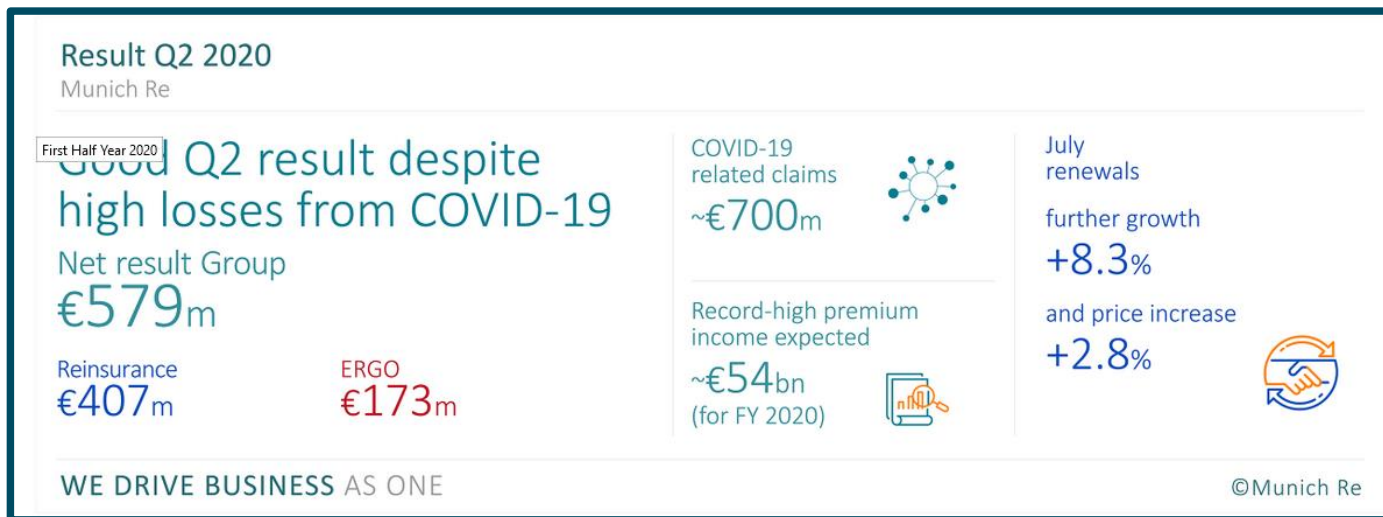 Result Q2 2020
Munich Re
First Half Year 2020
Good Q2 result despite
high losses from COVID-19
Net result Group
€579m
Reinsurance
€407m
ERGO
€173m
COVID-19
related claims
~€700m
Record-high premium
income expected
~€54bn
(for FY 2020)
July
renewals
further growth
+8.3%
and price increase
+2.8%
WE DRIVE BUSINESS AS ONE
©Munich Re